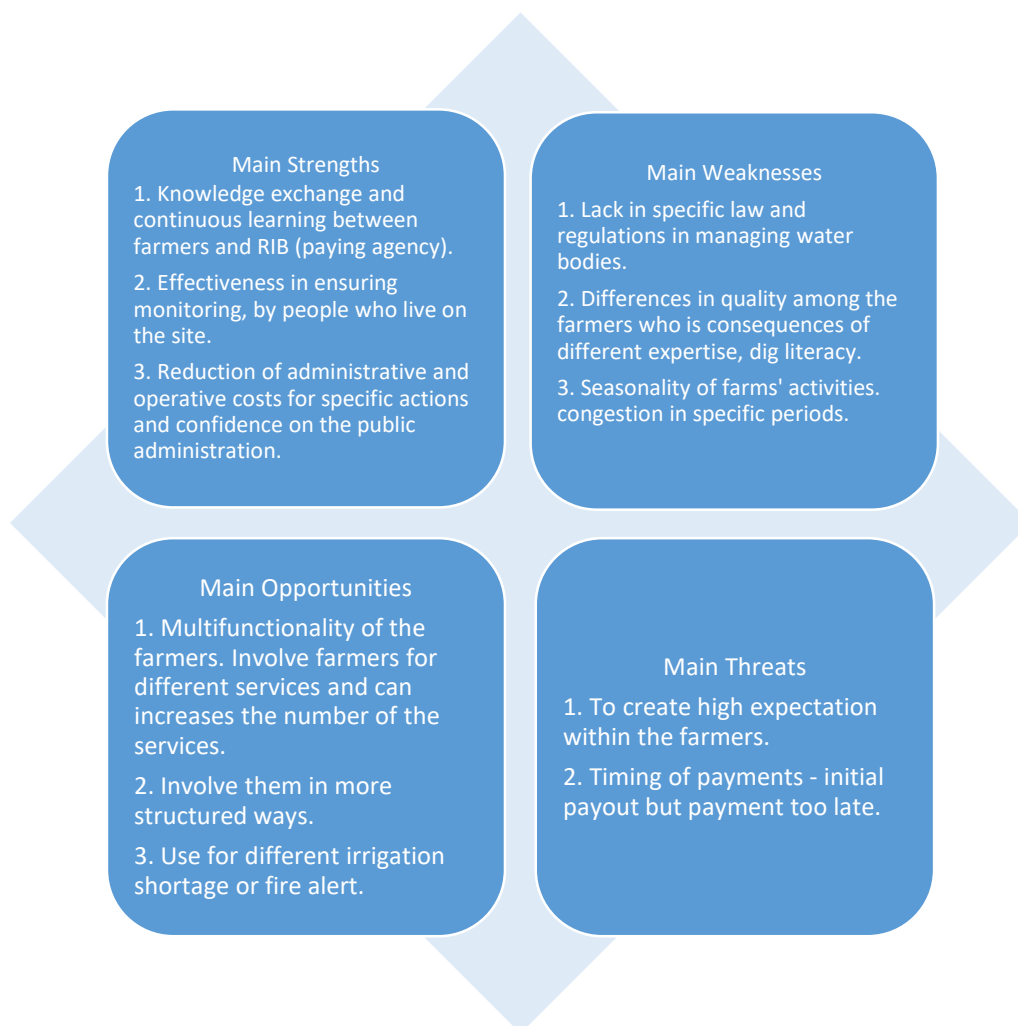 Main Strengths
1. Knowledge exchange and
continuous learning between
farmers and RIB (paying agency).
2. Effectiveness in ensuring
monitoring, by people who live on
the site.
3. Reduction of administrative and
operative costs for specific actions
and confidence on the public
administration.
Main Weaknesses
1. Lack in specific law and
regulations in managing water
bodies.
2. Differences in quality among the
farmers who is consequences of
different expertise, dig literacy.
3. Seasonality of farms' activities.
congestion in specific periods.
Main Opportunities
1. Multifunctionality of the
farmers. Involve farmers for
different services and can
increases the number of the
services.
2. Involve them in more
structured ways.
3. Use for different irrigation
shortage or fire alert.
Main Threats
1. To create high expectation
within the farmers.
2. Timing of payments - initial
payout but payment too late.